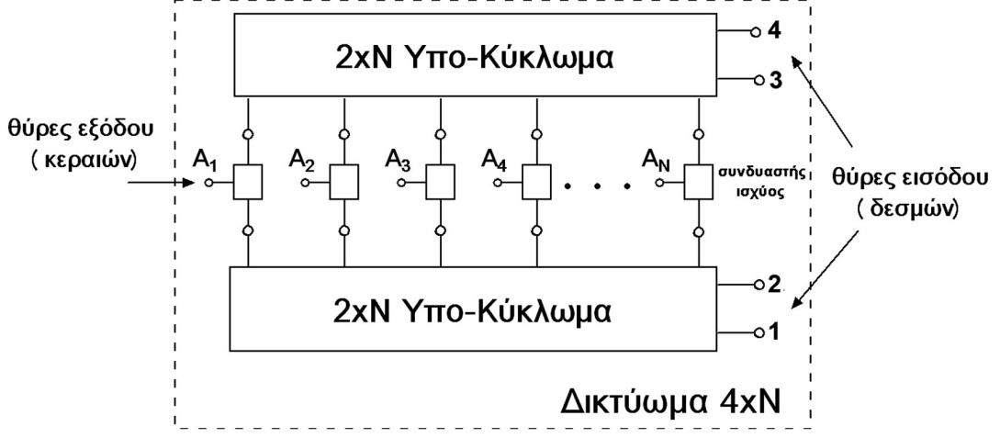 2xN Υπο-Κύκλωμα
4
3
θύρες εξόδου
( κεραιών)
A1
A2
A3
A4
AN
συνδυαστής
ισχύος
θύρες εισόδου
( δεσμών)
2xN Υπο-Κύκλωμα
2
1
Δικτύωμα 4xN